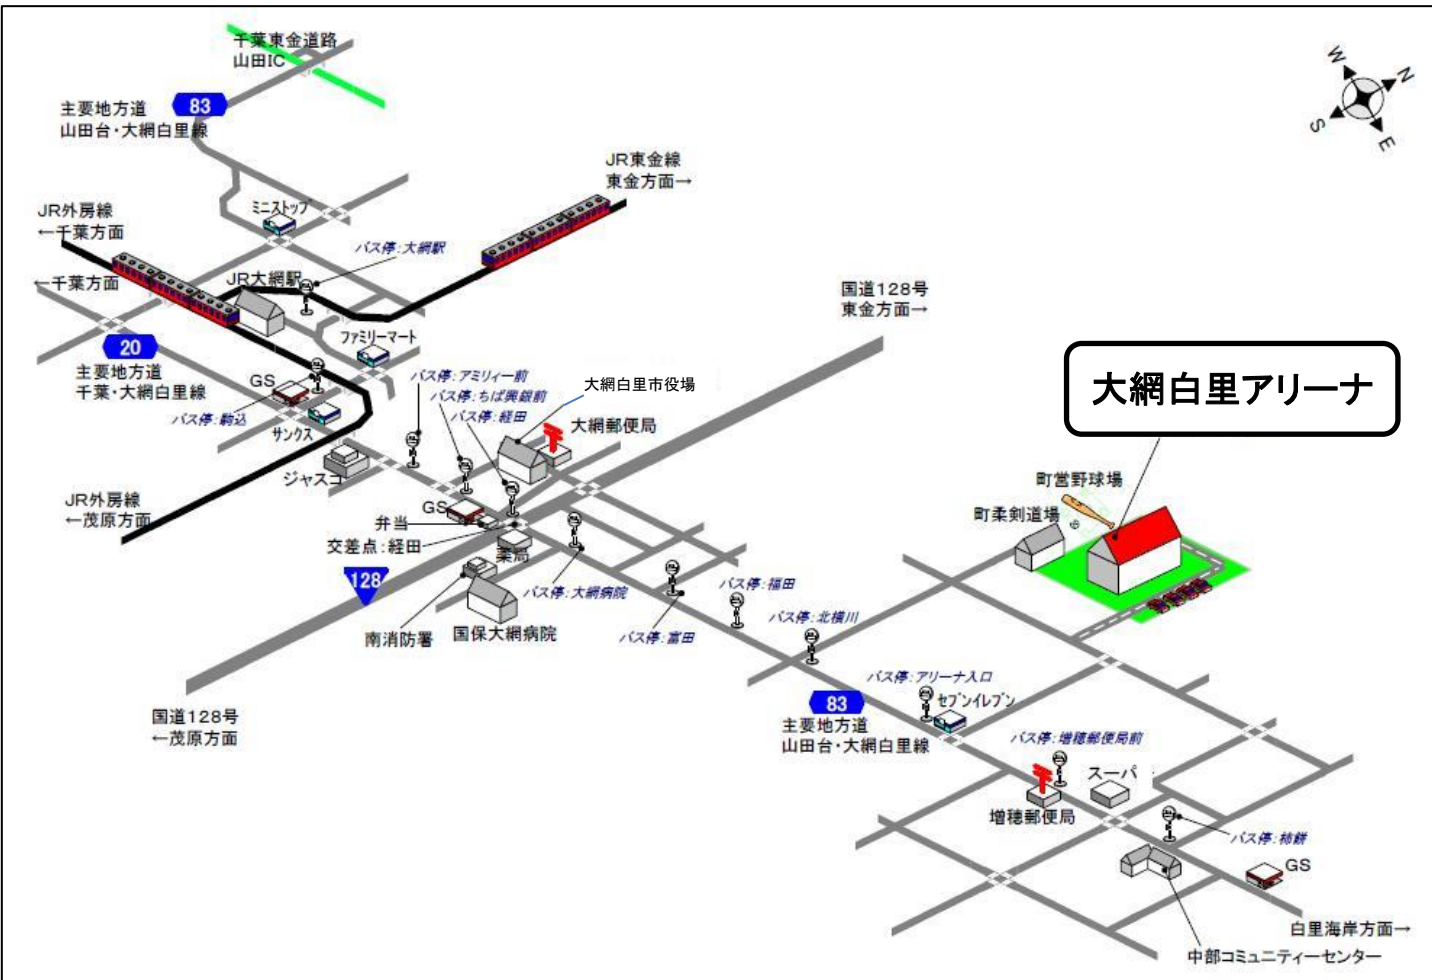 千葉東金道路
山田IC
主要地方道
83
山田台・大網白里線
JR東金線
東金方面→
JR外房線
←千葉方面
ミニストップ
バス停:大網駅
←千葉方面
JR大網駅
国道128号
東金方面→
20
主要地方道
千葉・大網白里線
ファミリーマート
GS
バス停:駒込
サンクス
ジャスコ
バス停:アミリィー前
バス停:ちば興銀前
バス停:経田
大網白里市役場
大網郵便局
大網白里アリーナ
JR外房線
←茂原方面
GS
弁当
交差点:経田
薬局
町営野球場
町柔剣道場
128
南消防署
国保大網病院
バス停:大網病院
バス停:富田
バス停:福田
バス停:北横川
国道128号
←茂原方面
83
主要地方道
山田台・大網白里線
バス停:アリーナ入口
セブンイレブン
バス停:増穂郵便局前
スーパ
増穂郵便局
バス停:柿餅
GS
白里海岸方面→
中部コミュニティーセンター
W
N
S
E